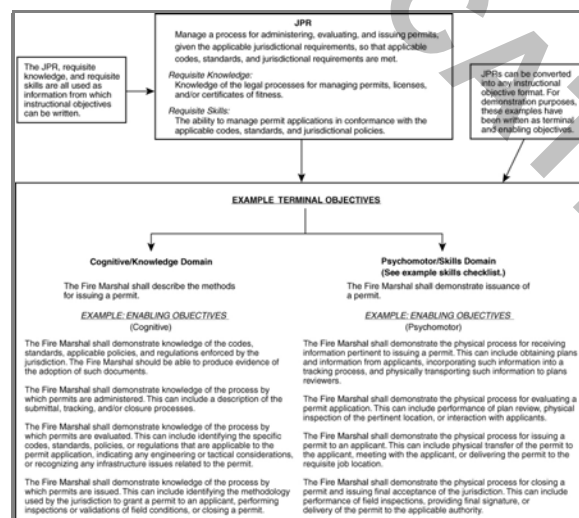 JPR
Manage a process for administering, evaluating, and issuing permits,
given the applicable jurisdictional requirements, so that applicable
codes, standards, and jurisdictional requirements are met.
Requisite Knowledge:
Knowledge of the legal processes for managing permits, licenses,
and/or certificates of fitness.
Requisite Skills:
The ability to manage permit applications in conformance with the
applicable codes, standards, and jurisdictional policies.
The JPR, requisite
knowledge, and requisite
skills are all used as
information from which
instructional objectives
can be written.
JPRs can be converted
into any instructional
objective format. For
demonstration purposes,
these examples have
been written as terminal
and enabling objectives.
EXAMPLE TERMINAL OBJECTIVES
Cognitive/Knowledge Domain
The Fire Marshal shall describe the methods
for issuing a permit.
EXAMPLE: ENABLING OBJECTIVES
(Cognitive)
The Fire Marshal shall demonstrate knowledge of the codes,
standards, applicable policies, and regulations enforced by the
jurisdiction. The Fire Marshal should be able to produce evidence of
the adoption of such documents.
The Fire Marshal shall demonstrate knowledge of the process by
which permits are administered. This can include a description of the
submittal, tracking, and/or closure processes.
The Fire Marshal shall demonstrate knowledge of the process by
which permits are evaluated. This can include identifying the specific
codes, standards, policies, or regulations that are applicable to the
permit application, indicating any engineering or tactical considerations,
or recognizing any infrastructure issues related to the permit.
The Fire Marshal shall demonstrate knowledge of the process by
which permits are issued. This can include identifying the methodology
used by the jurisdiction to grant a permit to an applicant, performing
inspections or validations of field conditions, or closing a permit.
Psychomotor/Skills Domain
(See example skills checklist.)
The Fire Marshal shall demonstrate issuance of
a permit.
EXAMPLE: ENABLING OBJECTIVES
(Psychomotor)
The Fire Marshal shall demonstrate the physical process for receiving
information pertinent to issuing a permit. This can include obtaining plans
and information from applicants, incorporating such information into a
tracking process, and physically transporting such information to plans
reviewers.
The Fire Marshal shall demonstrate the physical process for evaluating a
permit application. This can include performance of plan review, physical
inspection of the pertinent location, or interaction with applicants.
The Fire Marshal shall demonstrate the physical process for issuing a
permit to an applicant. This can include physical transfer of the permit to
the applicant, meeting with the applicant, or delivering the permit to the
requisite job location.
The Fire Marshal shall demonstrate the physical process for closing a
permit and issuing final acceptance of the jurisdiction. This can include
performance of field inspections, providing final signature, or
delivery of the permit to the applicable authority.